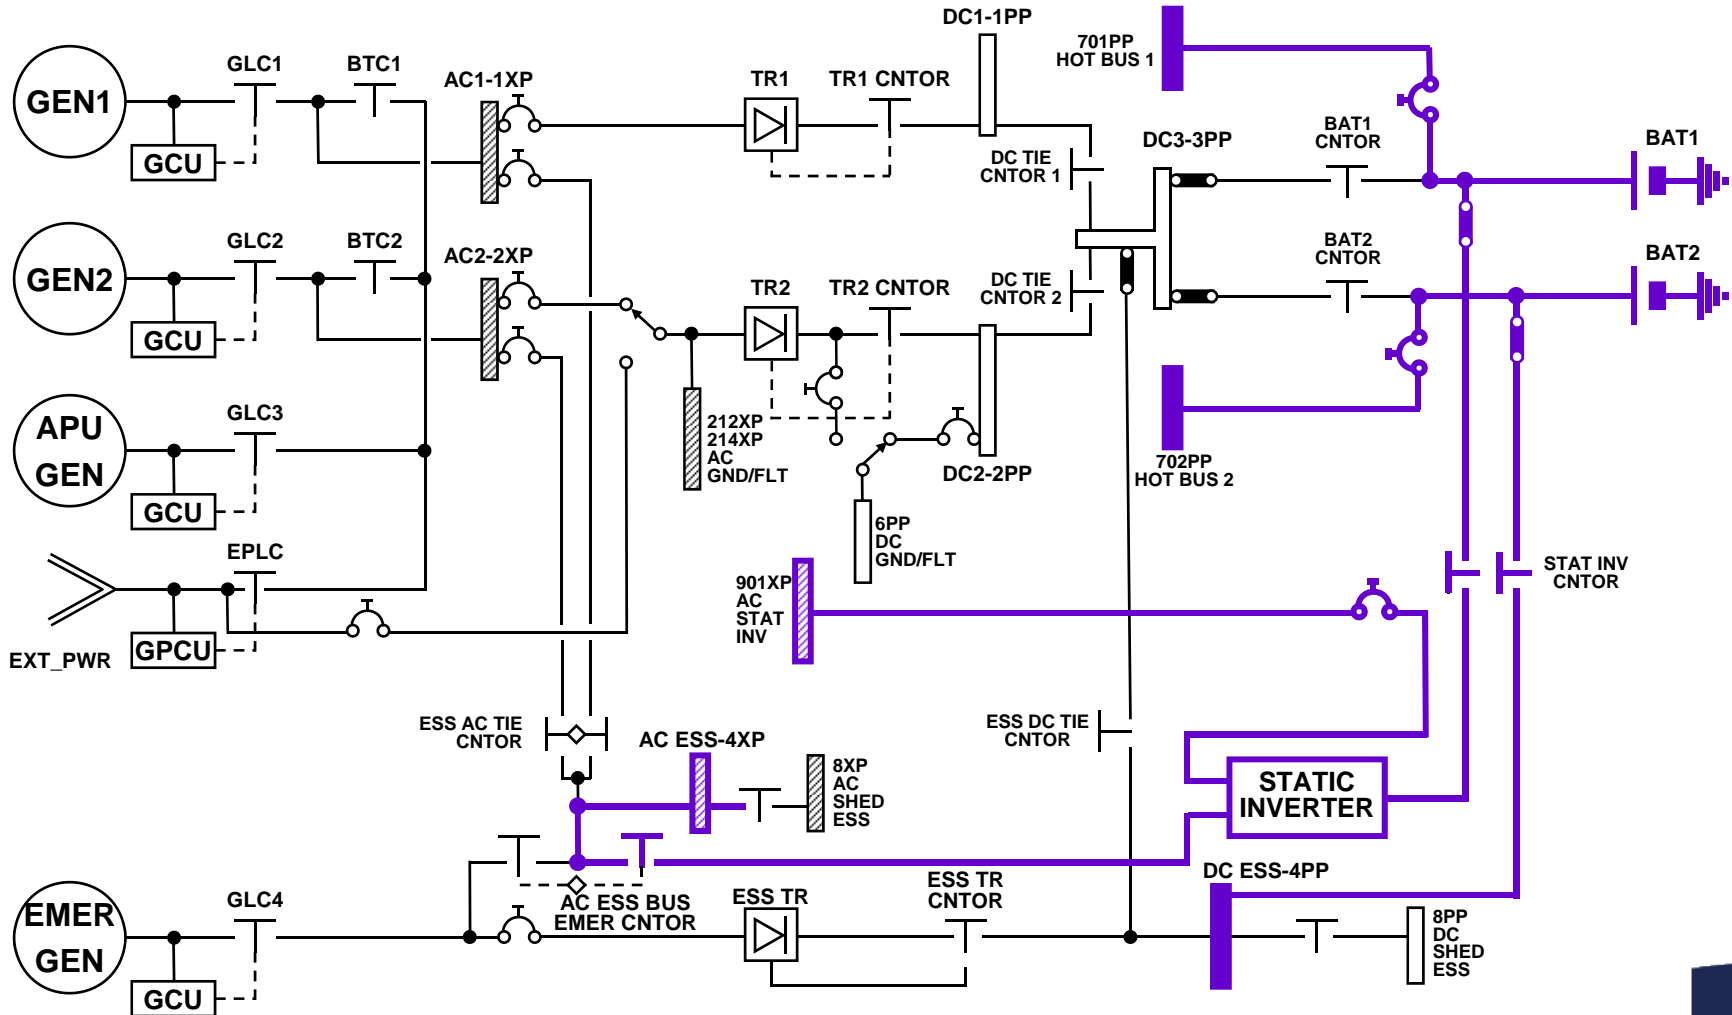 DC1-1PP
701PP
HOT BUS 1
GLC1
BTC1
AC1-1XP
TR1
TR1 CNTOR
GEN1
GCU
BAT1
CNTOR
DC3-3PP
BAT1
DC TIE
CNTOR 1
GLC2
BTC2
AC2-2XP
BAT2
CNTOR
BAT2
GEN2
TR2
TR2 CNTOR
DC TIE
CNTOR 2
GCU
APU
GEN
GLC3
212XP
214XP
AC
GND/FLT
DC2-2PP
702PP
HOT BUS 2
GCU
6PP
DC
GND/FLT
EPLC
901XP
AC
STAT
INV
STAT INV
CNTOR
EXT_PWR
GPCU
ESS AC TIE
CNTOR
AC ESS-4XP
ESS DC TIE
CNTOR
8XP
AC
SHED
ESS
STATIC
INVERTER
DC ESS-4PP
EMER
GEN
GLC4
AC ESS BUS
EMER CNTOR
ESS TR
ESS TR
CNTOR
8PP
DC
SHED
ESS
GCU